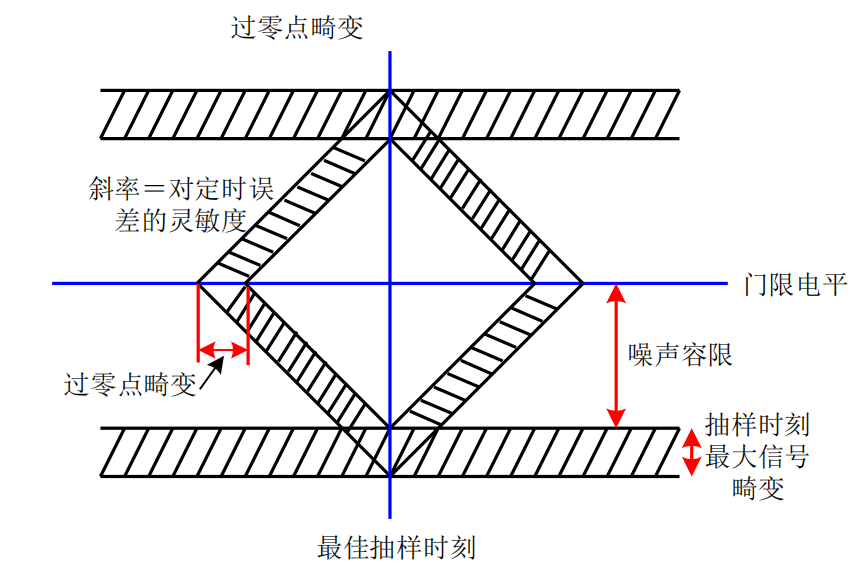 过零点畸变
斜率＝对定时误
差的灵敏度
门限电平
噪声容限
过零点畸变
抽样时刻
最大信号
畸变
最佳抽样时刻